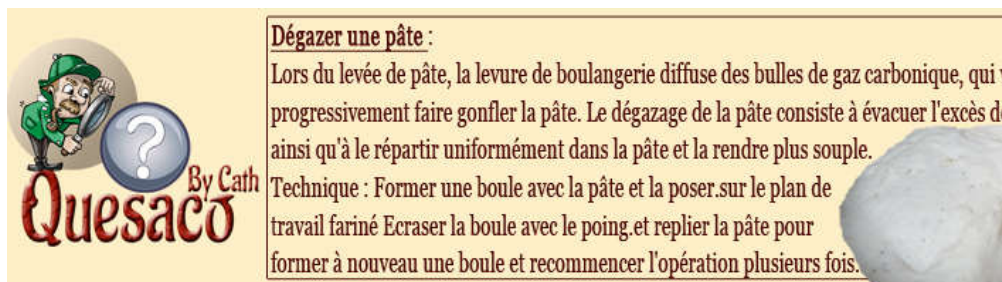 Dégazer une pâte :
Lors du levée de pâte, la levure de boulangerie diffuse des bulles de gaz carbonique, qui
progressivement faire gonfler la pâte. Le dégazage de la pâte consiste à évacuer l'excès
ainsi qu'à le répartir uniformément dans la pâte et la rendre plus souple.
Technique : Former une boule avec la pâte et la poser.sur le plan de
travail fariné Ecraser la boule avec le poing.et replier la pâte pour
former à nouveau une boule et recommencer l'opération plusieurs fois.
?
By Cath
Quesaco